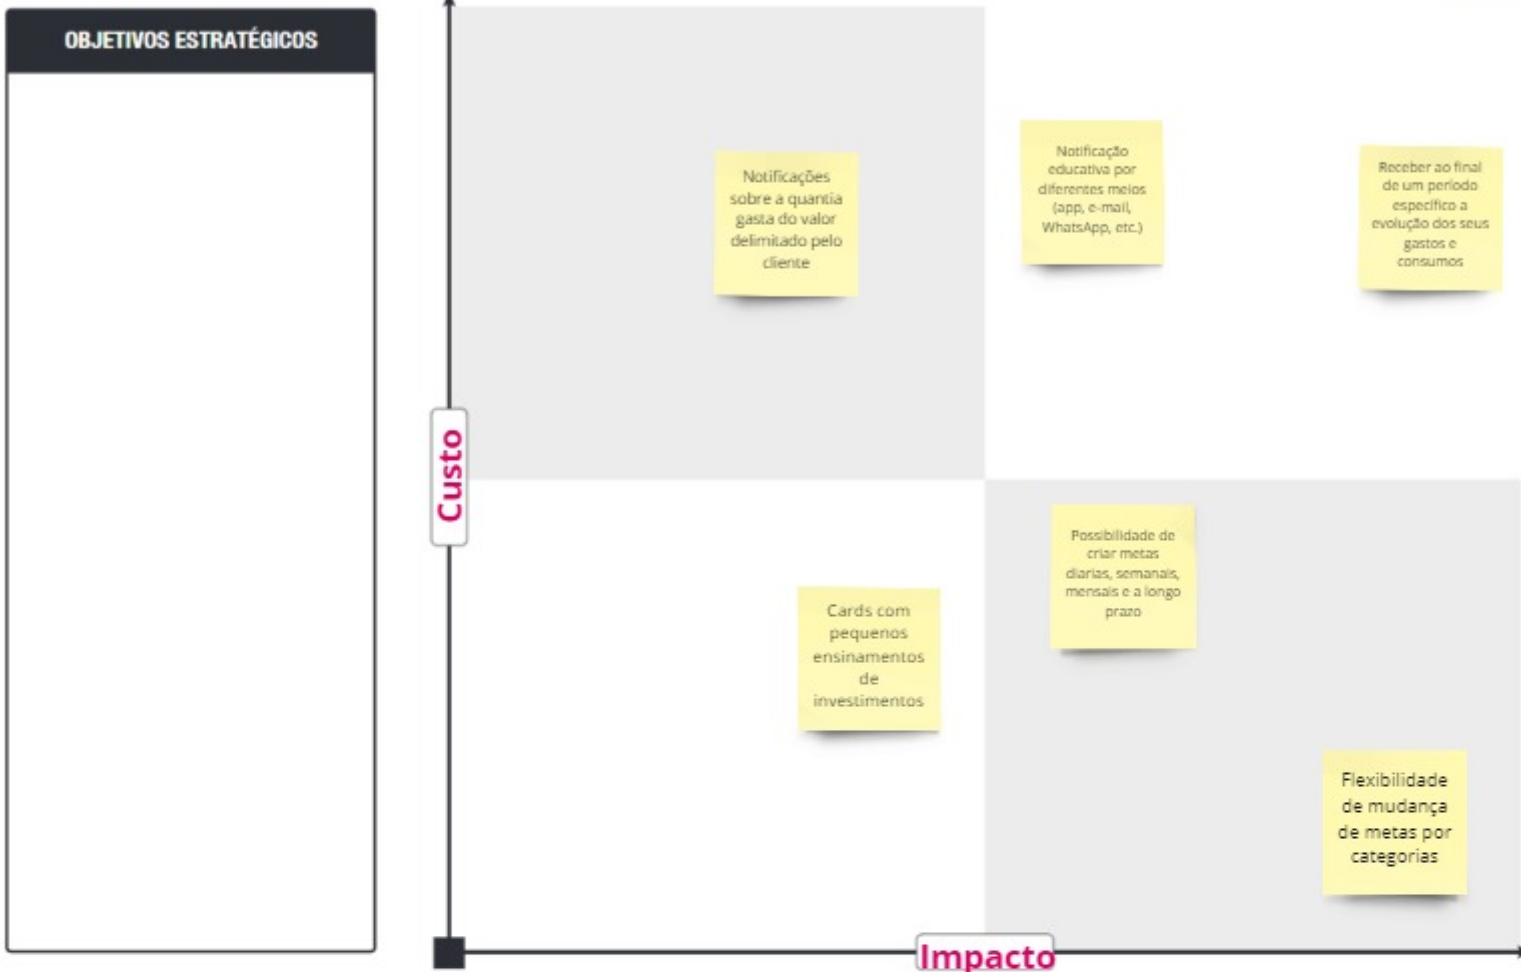 OBJETIVOS ESTRATÉGICOS
Notificações
sobre a quantia
gasta do valor
delimitado pelo
cliente
Notificação
educativa por
diferentes meios
(app, e-mail,
WhatsApp, etc.)
Receber ao final
de um período
específico a
evolução dos seus
gastos e
consumos
Custo
Possibilidade de
criar metas
diarias, semanais,
mensais e a longo
prazo
Cards com
pequenos
ensinamentos
de
investimentos
Flexibilidade
de mudança
de metas por
categorias
Impacto